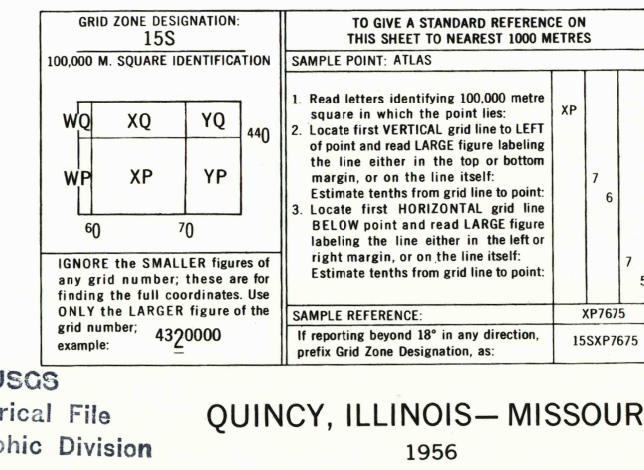 GRID ZONE DESIGNATION:
15S
100,000 M. SQUARE IDENTIFICATION
WQ XQ YQ
440
WP XP YP
60 70
IGNORE the SMALLER figures of
any grid number; these are for
finding the full coordinates. Use
ONLY the LARGER figure of the
grid number;
example: 4320000
TO GIVE A STANDARD REFERENCE ON
THIS SHEET TO NEAREST 1000 METRES
SAMPLE POINT: ATLAS
1. Read letters identifying 100,000 metre
square in which the point lies:
XP
2. Locate first VERTICAL grid line to LEFT
of point and read LARGE figure labeling
the line either in the top or bottom
margin, or on the line itself:
7
Estimate tenths from grid line to point:
6
3. Locate first HORIZONTAL grid line
BELOW point and read LARGE figure
labeling the line either in the left or
right margin, or on the line itself:
7
Estimate tenths from grid line to point:
5
SAMPLE REFERENCE: XP7675
If reporting beyond 18° in any direction,
prefix Grid Zone Designation, as:
15SXP7675
USGS
rical File
phic Division
QUINCY, ILLINOIS—MISSOUR
1956